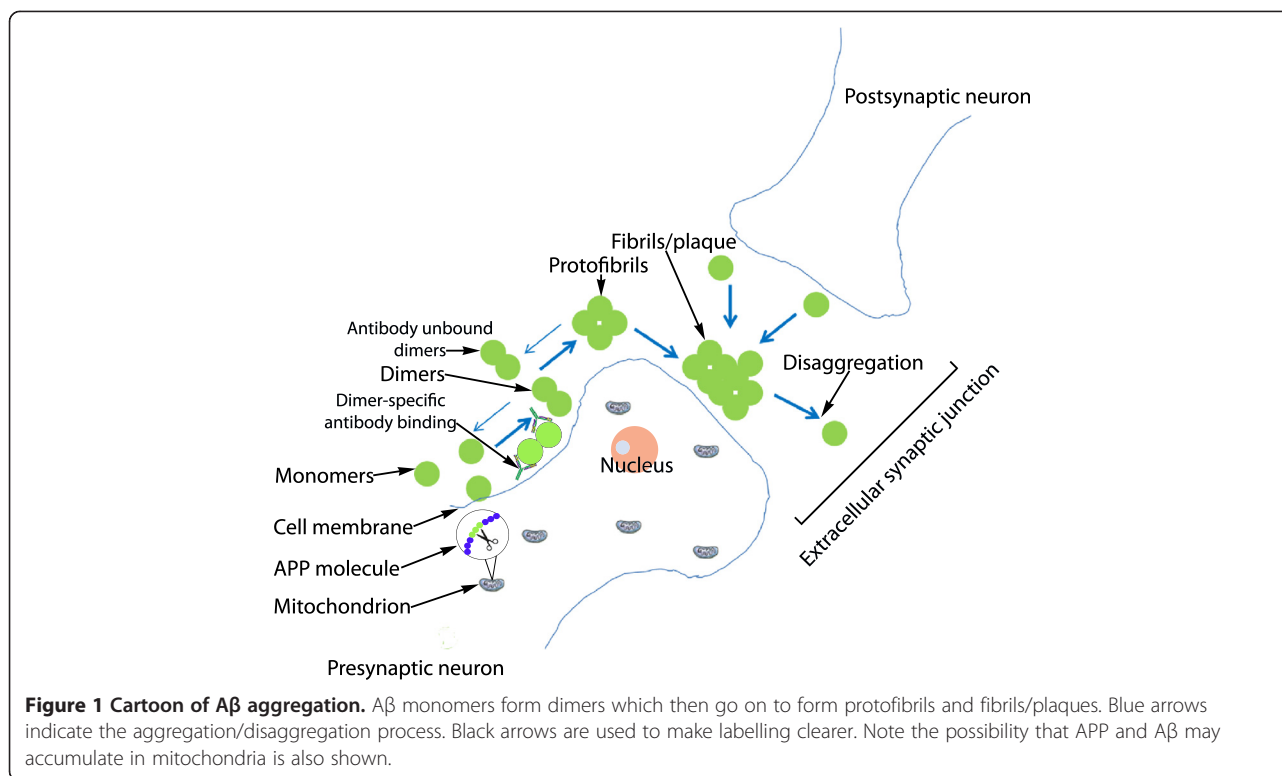 Postsynaptic neuron
Fibrils/plaque
Protofibrils
Antibody unbound
dimers
Dimers
Disaggregation
Dimer-specific
antibody binding
Monomers
Nucleus
Extracellular synaptic junction
Cell membrane
APP molecule
Mitochondrion
Presynaptic neuron
Figure 1 Cartoon of Aβ aggregation. Aβ monomers form dimers which then go on to form protofibrils and fibrils/plaques. Blue arrows
indicate the aggregation/disaggregation process. Black arrows are used to make labelling clearer. Note the possibility that APP and Aβ may
accumulate in mitochondria is also shown.